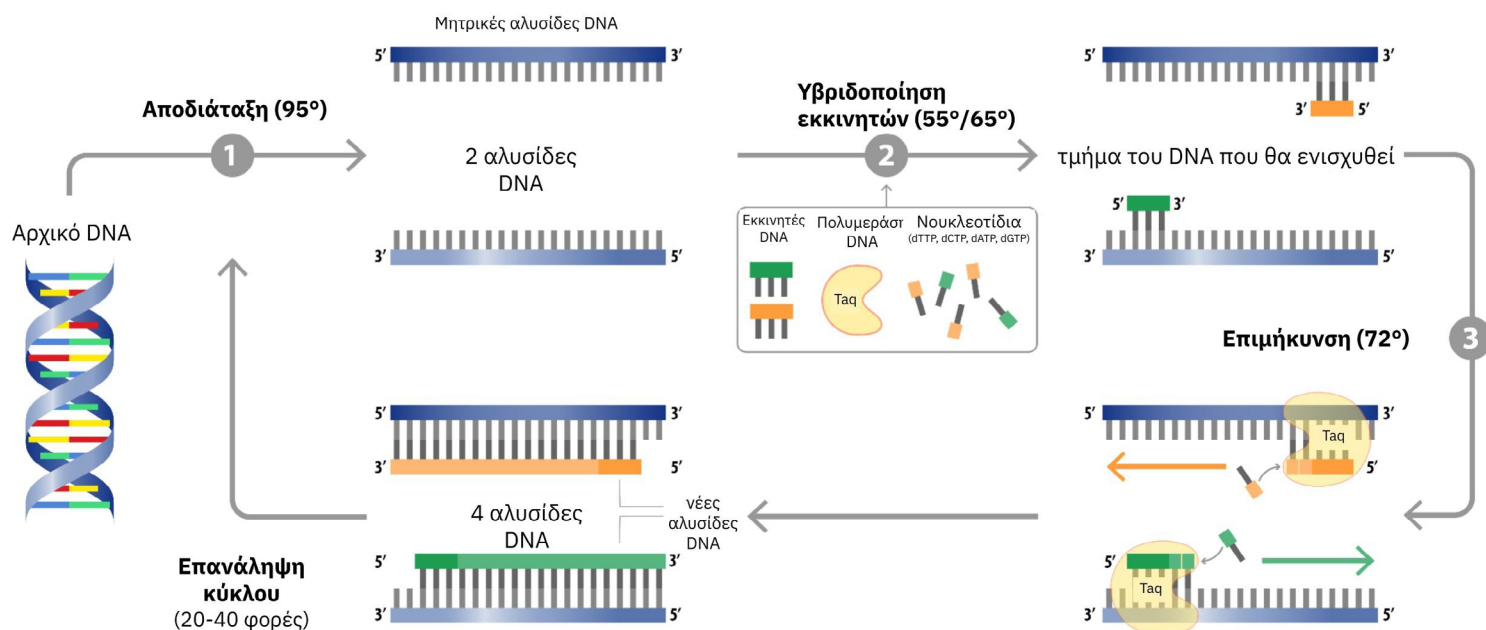 Μητρικές αλυσίδες DNA
5′ 3′
Αποδιάταξη (95°)
1
2 αλυσίδες
DNA
3′ 5′
Αρχικό DNA
Υβριδοποίηση
εκκινητών (55°/65°)
2
Εκκινητές
DNA
Πολυμεράση
DNA
Νουκλεοτίδια
(dTTP, dCTP, dATP, dGTP)
Taq
5′ 3′
3′ 5′
τμήμα του DNA που θα ενισχυθεί
5′ 3′
3′ 5′
Επιμήκυνση (72°)
3
5′ 3′
Taq
5′
5′
Taq
3′ 5′
5′ 3′
3′ 5′
νέες
αλυσίδες
DNA
4 αλυσίδες
DNA
5′ 3′
3′ 5′
Επανάληψη
κύκλου
(20-40 φορές)